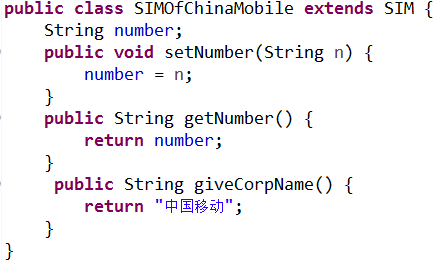 public class SIMOfChinaMobile extends SIM {
    String number;
    public void setNumber(String n) {
        number = n;
    }
    public String getNumber() {
        return number;
    }
     public String giveCorpName() {
        return "中国移动";
    }
}